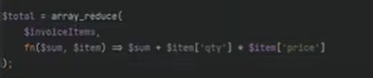 $total = array_reduce(
$invoiceItems,
fn($sum, $item) => $sum + $item['qty'] * $item['price']
);